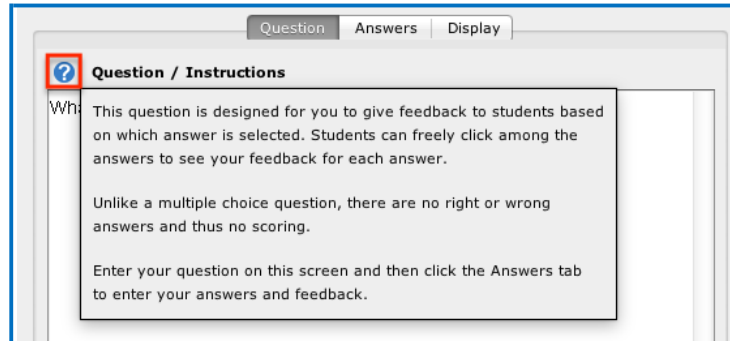 Question Answers Display
? Question / Instructions
This question is designed for you to give feedback to students based
on which answer is selected. Students can freely click among the
answers to see your feedback for each answer.
Unlike a multiple choice question, there are no right or wrong
answers and thus no scoring.
Enter your question on this screen and then click the Answers tab
to enter your answers and feedback.